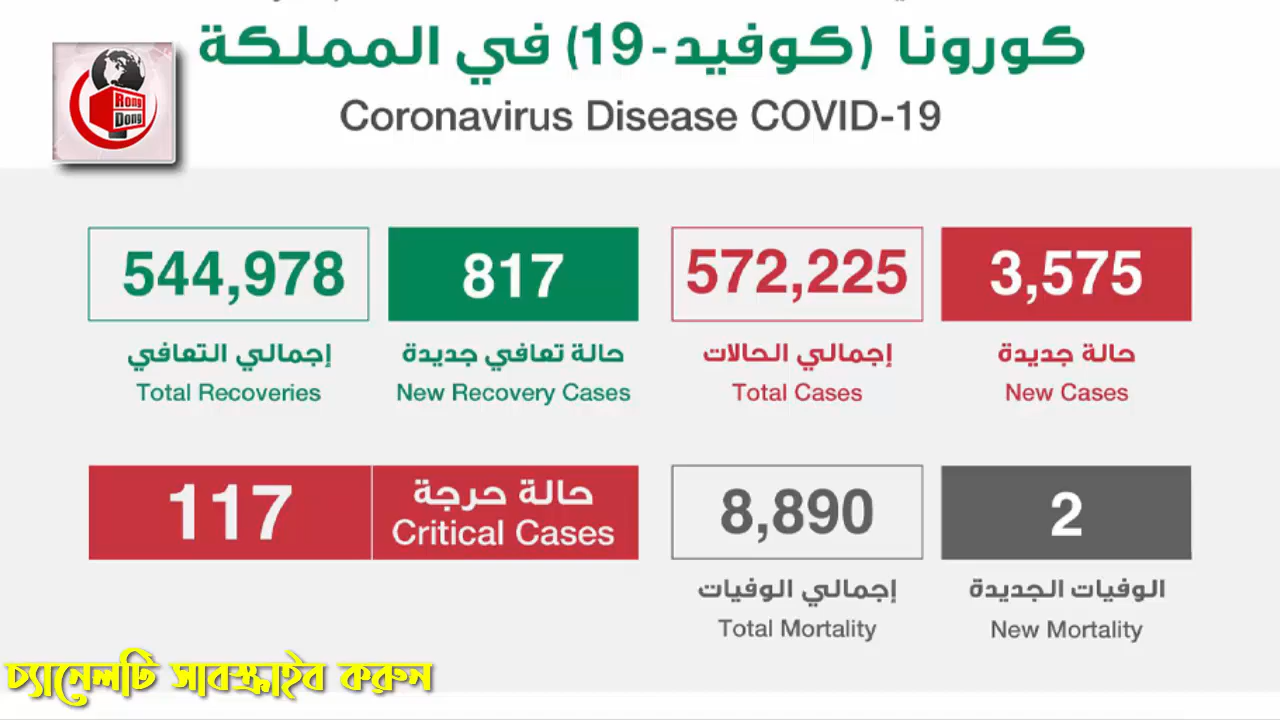 كورونا (كوفيد-19) في المملكة
Coronavirus Disease COVID-19
Rong
Dong
544,978
إجمالي التعافي
Total Recoveries
817
حالة تعافي جديدة
New Recovery Cases
572,225
إجمالي الحالات
Total Cases
3,575
حالة جديدة
New Cases
117
حالة حرجة
Critical Cases
8,890
إجمالي الوفيات
Total Mortality
2
الوفيات الجديدة
New Mortality
চ্যানেলটি সাবস্ক্রাইব করুন